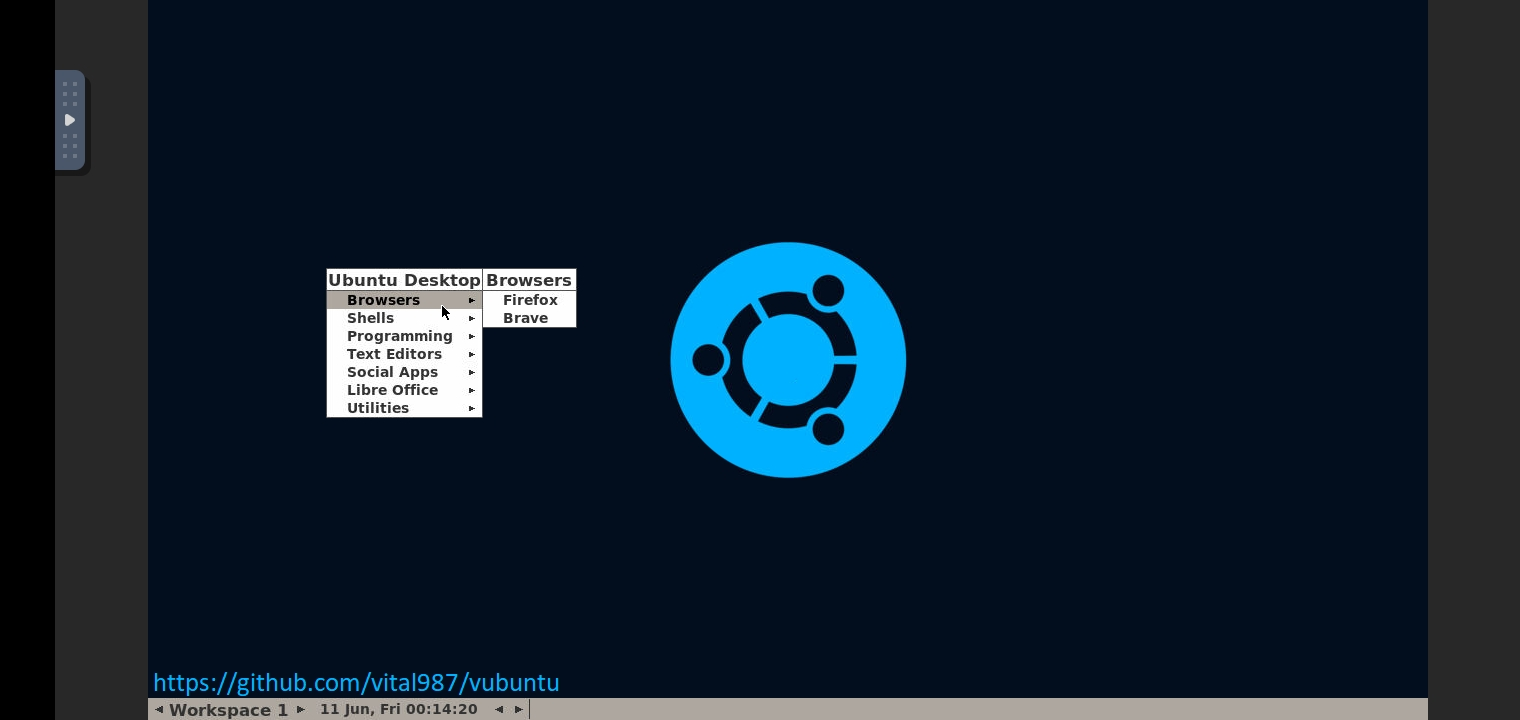 Ubuntu Desktop
Browsers
Shells
Programming
Text Editors
Social Apps
Libre Office
Utilities
Browsers
Firefox
Brave
https://github.com/vital987/vubuntu
Workspace 1 11 Jun, Fri 00:14:20